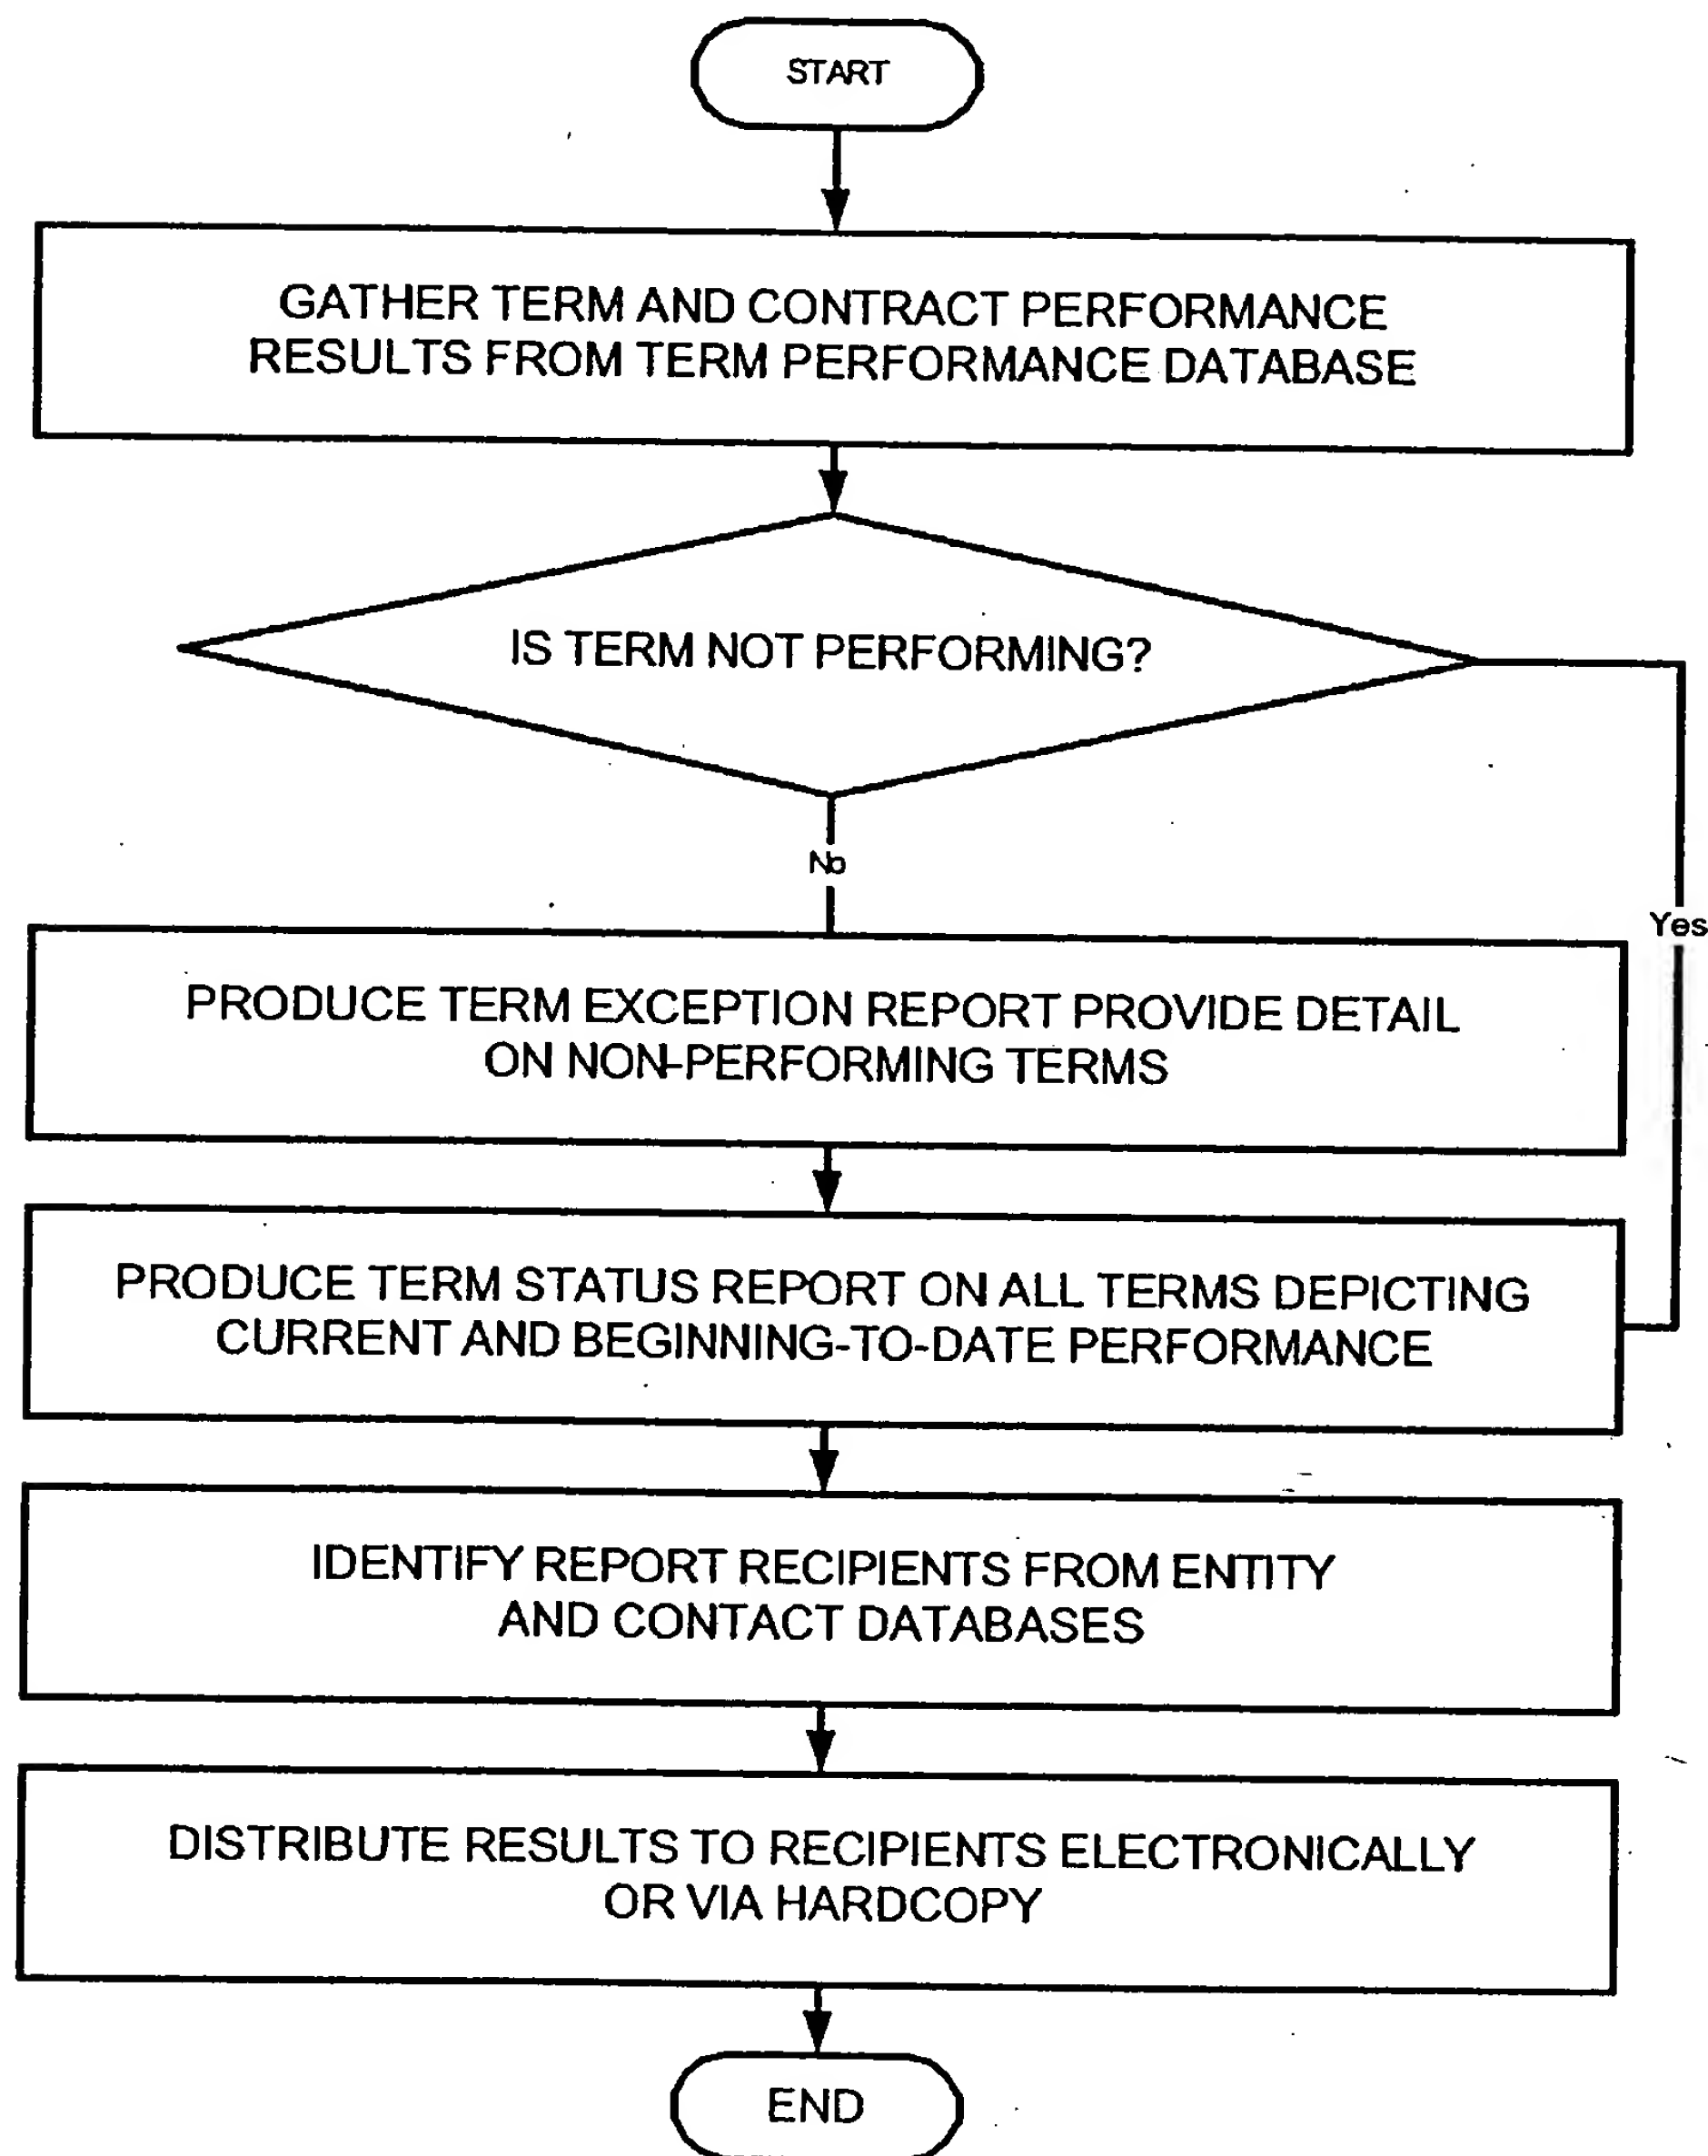 START
GATHER TERM AND CONTRACT PERFORMANCE
RESULTS FROM TERM PERFORMANCE DATABASE
IS TERM NOT PERFORMING?
No
Yes
PRODUCE TERM EXCEPTION REPORT PROVIDE DETAIL
ON NON-PERFORMING TERMS
PRODUCE TERM STATUS REPORT ON ALL TERMS DEPICTING
CURRENT AND BEGINNING-TO-DATE PERFORMANCE
IDENTIFY REPORT RECIPIENTS FROM ENTITY
AND CONTACT DATABASES
DISTRIBUTE RESULTS TO RECIPIENTS ELECTRONICALLY
OR VIA HARDCOPY
END